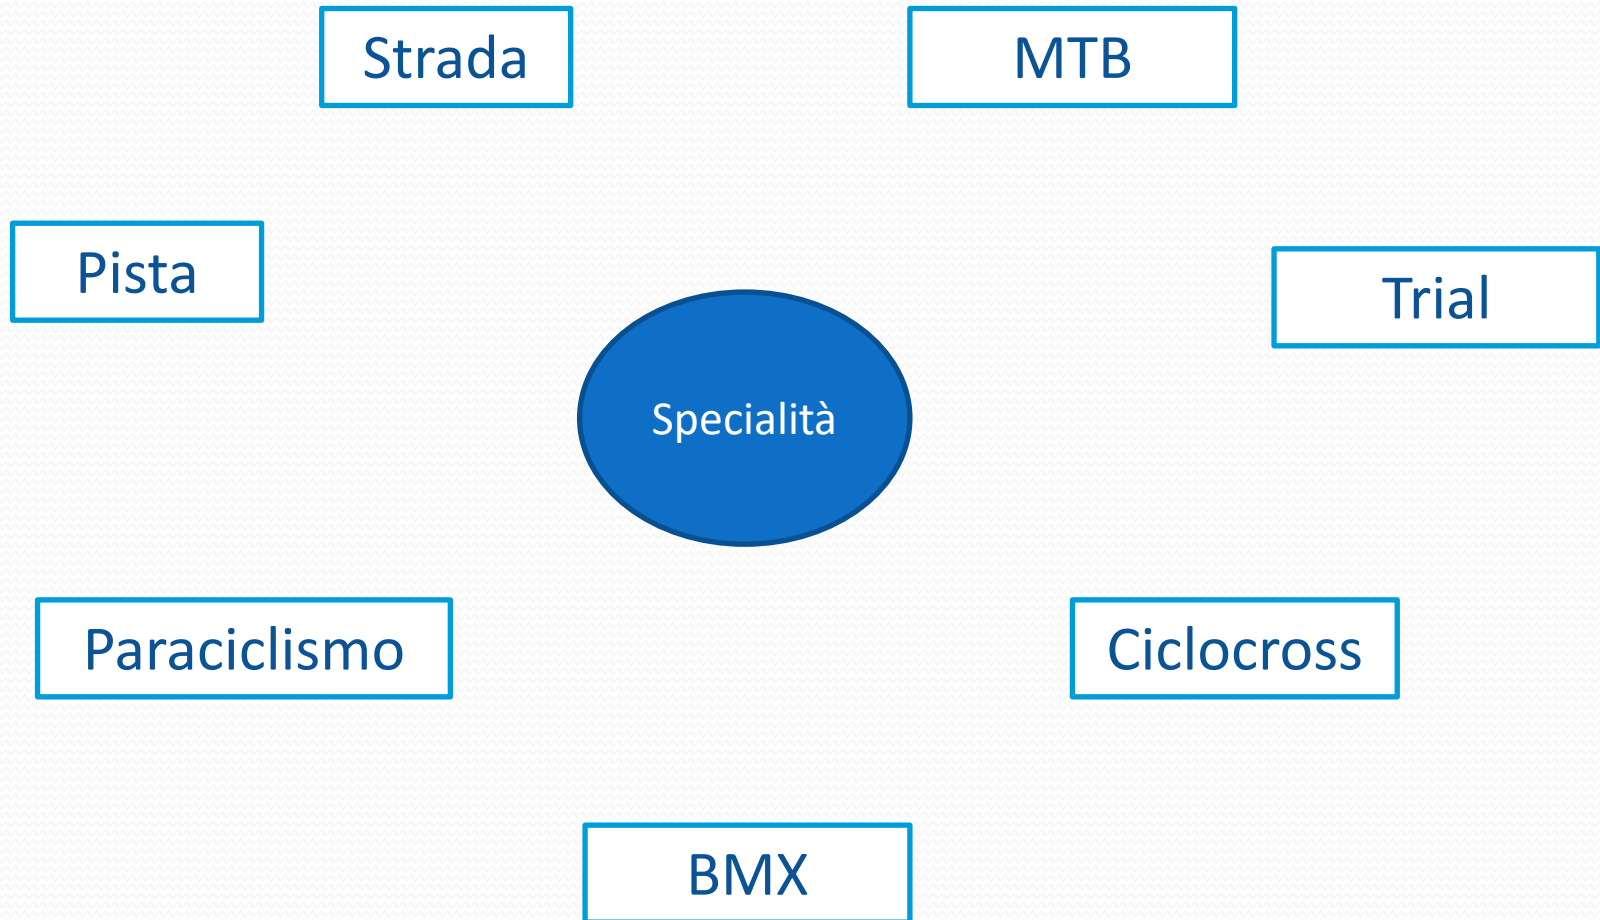 Strada
MTB
Pista
Trial
Specialità
Paraciclismo
Ciclocross
BMX